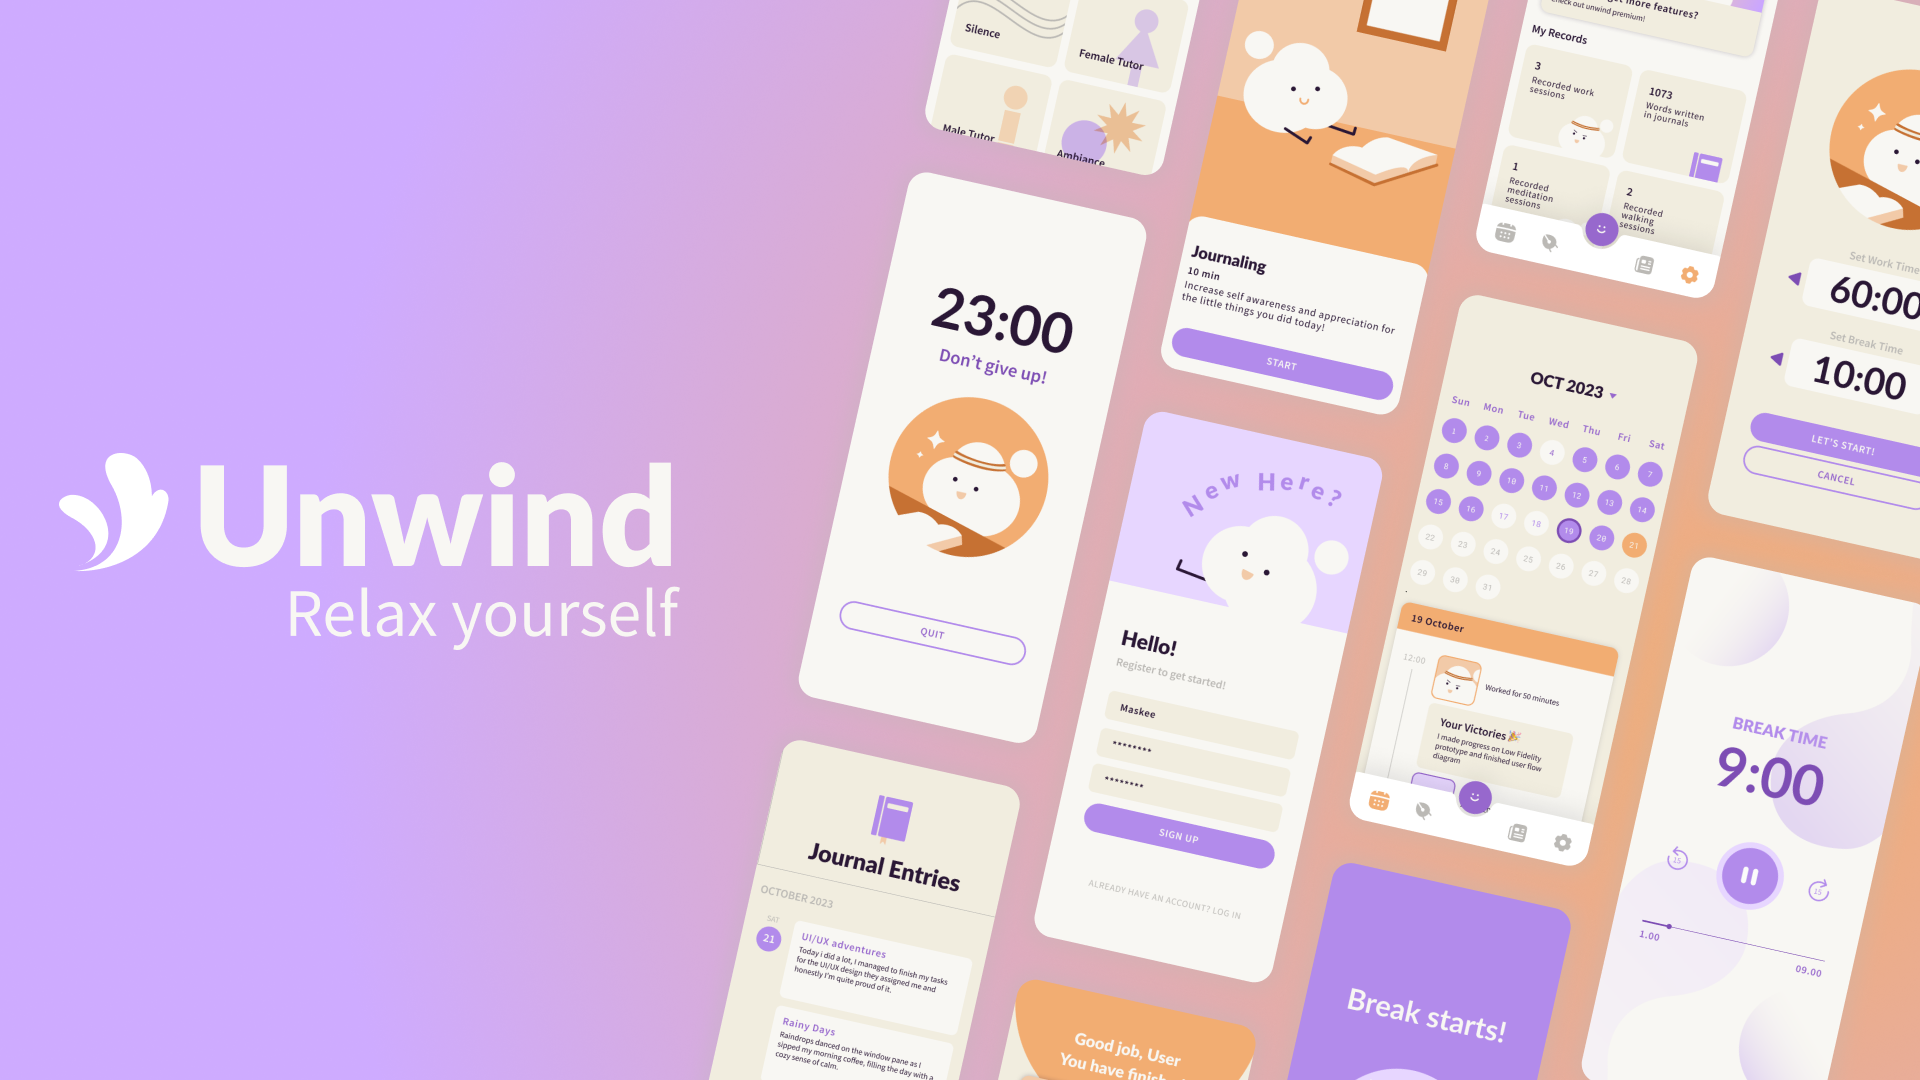 Unwind
Relax yourself
Silence
Female Tutor
Male Tutor
Ambiance
23:00
Don't give up!
QUIT
Journal Entries
OCTOBER 2023
SAT
21
UI/UX adventures
Today i did a lot, I managed to finish my tasks
for the UI/UX design they assigned me and
honestly I'm quite proud of it.
Rainy Days
Raindrops danced on the window pane as I
sipped my morning coffee, filling the day with a
cozy sense of calm.
Journaling
10 min
Increase self awareness and appreciation for
the little things you did today!
START
New Here?
Hello!
Register to get started!
Maskee
********
********
SIGN UP
ALREADY HAVE AN ACCOUNT? LOG IN
Good job, User
You have
more features?
Check out unwind premium!
My Records
3
Recorded work
sessions
1073
Words written
in journals
1
Recorded
meditation
sessions
2
Recorded
walking
sessions
OCT 2023
Sun Mon Tue Wed Thu Fri Sat
1 2 3 4 5 6 7
8 9 10 11 12 13 14
15 16 17 18 19 20 21
22 23 24 25 26 27 28
29 30 31
19 October
12:00
Worked for 50 minutes
Your Victories🎉
I made progress on Low Fidelity
prototype and finished user flow
diagram
Break starts!
Set Work Time
60:00
Set Break Time
10:00
LET'S START!
CANCEL
BREAK TIME
9:00
15
15
1.00
09.00